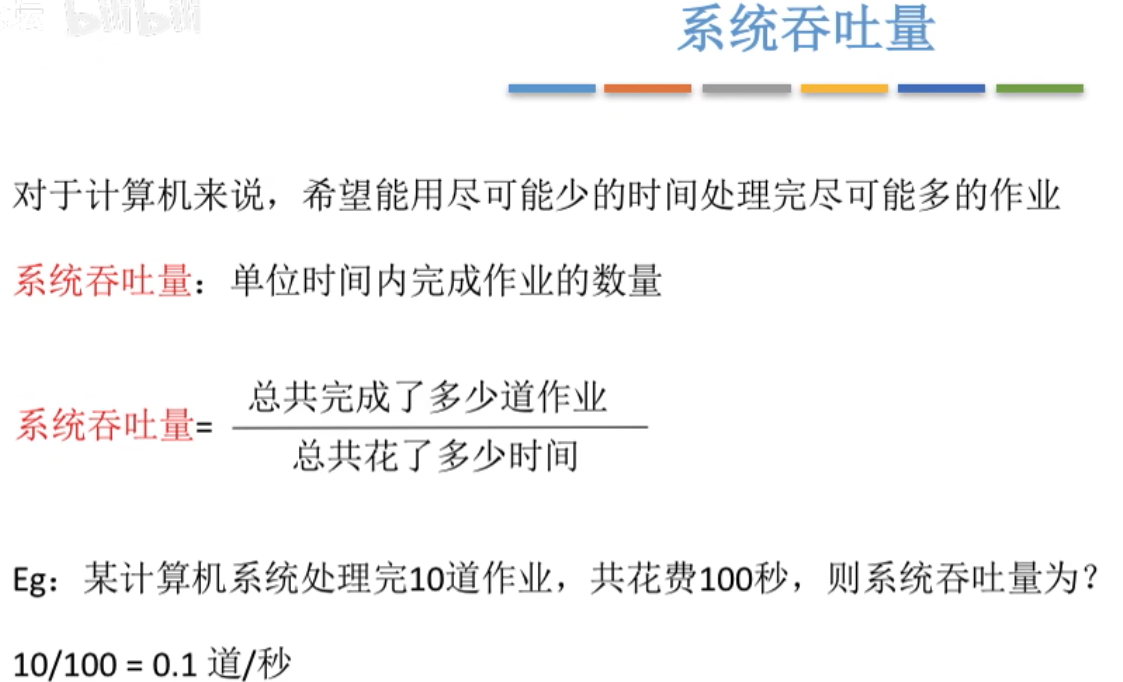 坛 bilibili
系统吞吐量
对于计算机来说，希望能用尽可能少的时间处理完尽可能多的作业
系统吞吐量：单位时间内完成作业的数量
系统吞吐量=
总共完成了多少道作业
总共花了多少时间
Eg：某计算机系统处理完10道作业，共花费100秒，则系统吞吐量为？
10/100 = 0.1 道/秒